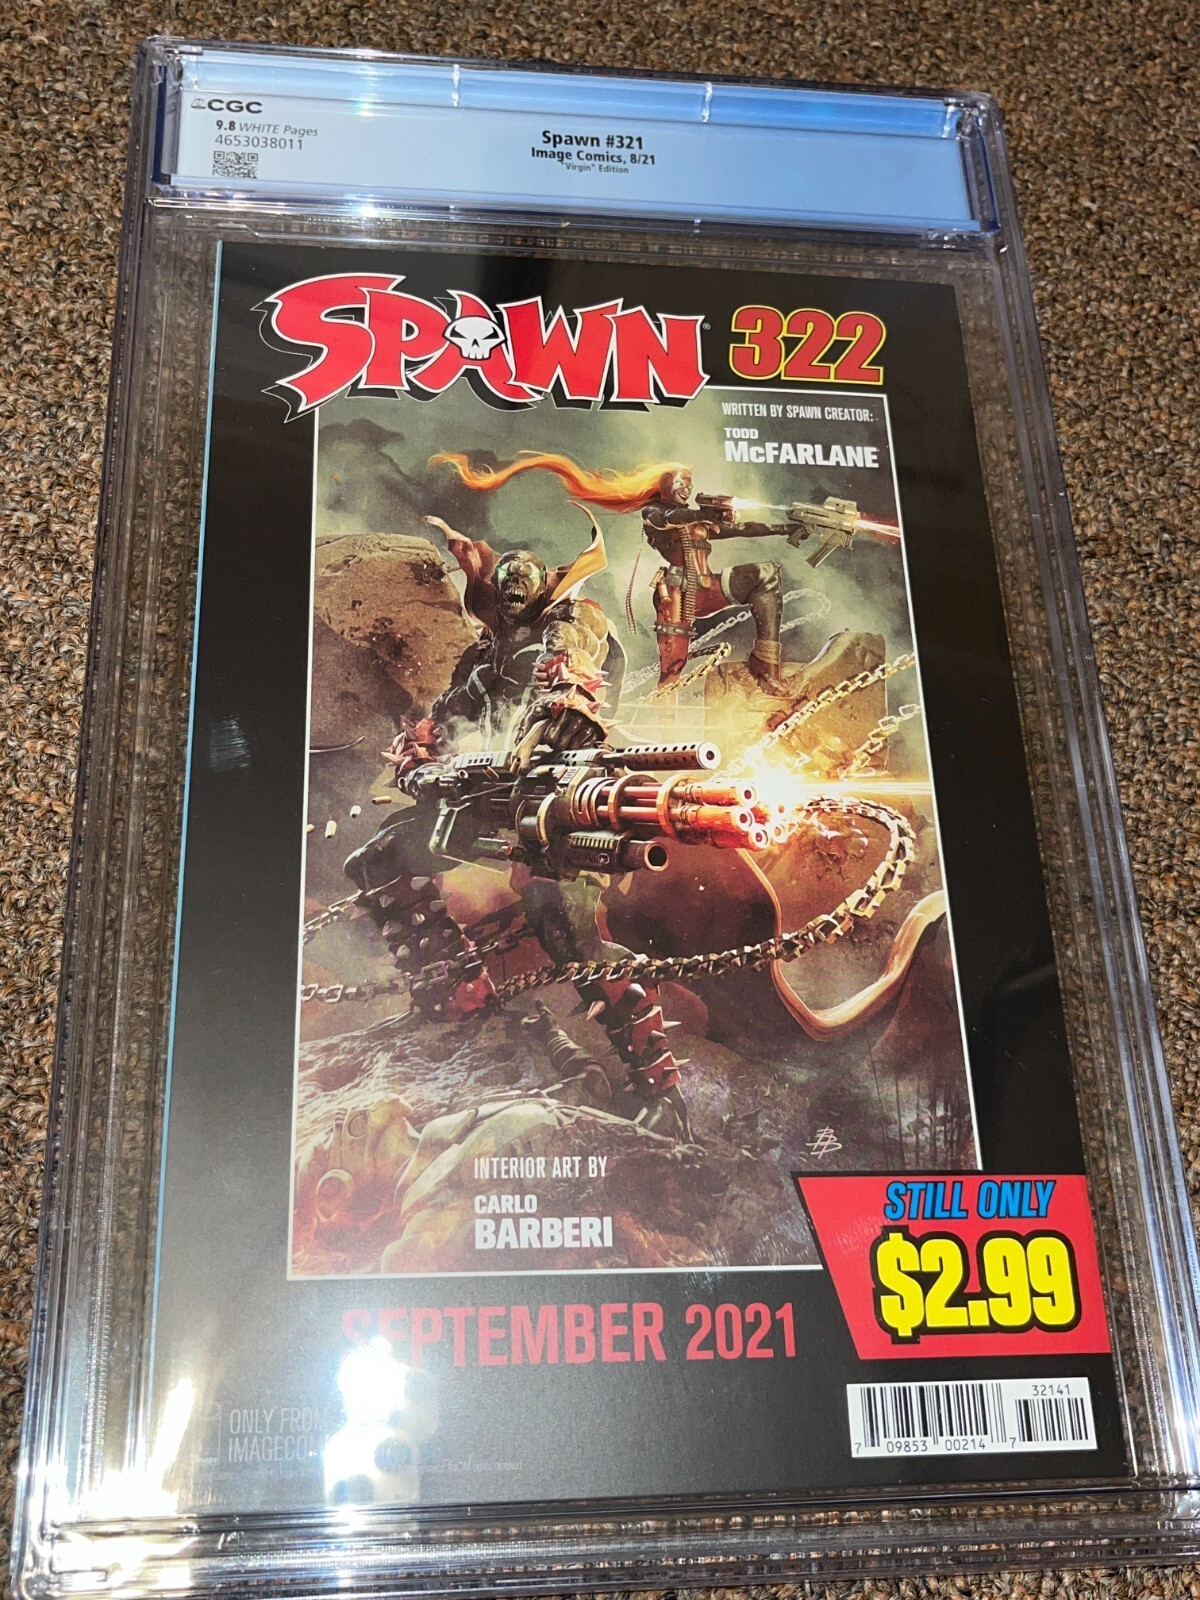 CGC
9.8 WHITE Pages
4653038011
Spawn #321
Image Comics, 8/21
"Virgin" Edition
SPAWN® 322
WRITTEN BY SPAWN CREATOR:
TODD
McFARLANE
INTERIOR ART BY
CARLO
BARBERI
STILL ONLY
$2.99
SEPTEMBER 2021
ONLY FROM
32141
7 09853 00214 7